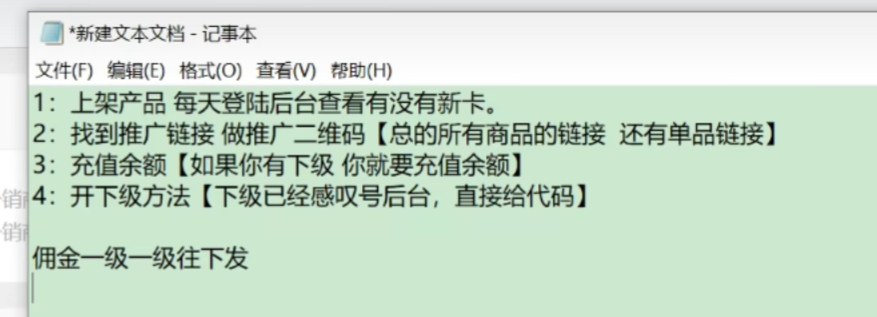 *新建文本文档 - 记事本
文件(F) 编辑(E) 格式(O) 查看(V) 帮助(H)
1：上架产品 每天登陆后台查看有没有新卡。
2：找到推广链接 做推广二维码【总的所有商品的链接  还有单品链接】
3：充值余额【如果你有下级 你就要充值余额】
4：开下级方法【下级已经感叹号后台，直接给代码】
佣金一级一级往下发
销
销